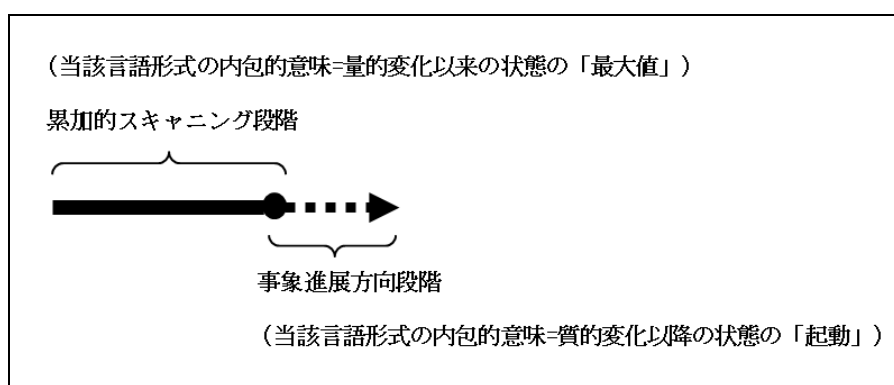 (当該言語形式の内包的意味=量的変化以来の状態の「最大値」)
累加的スキャニング段階
事象進展方向段階
(当該言語形式の内包的意味=質的変化以降の状態の「起動」)